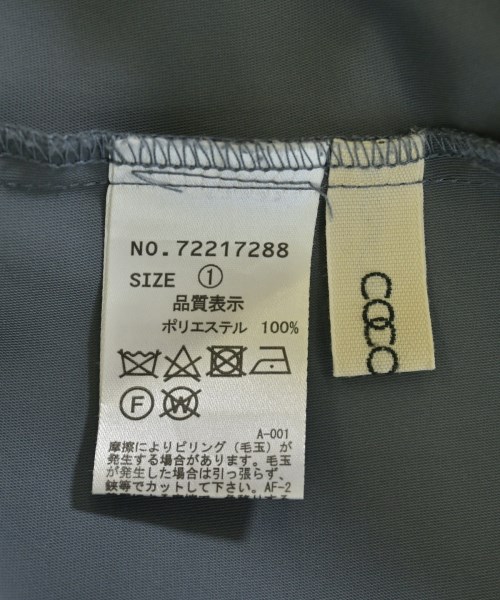 NO.72217288
SIZE ①
品質表示
ポリエステル 100%
F W
A-001
摩擦によりピリング(毛玉)が
発生する場合があります。毛玉
が発生した場合は引っ張らず、
鋏等でカットして下さい。AF-2
COCO